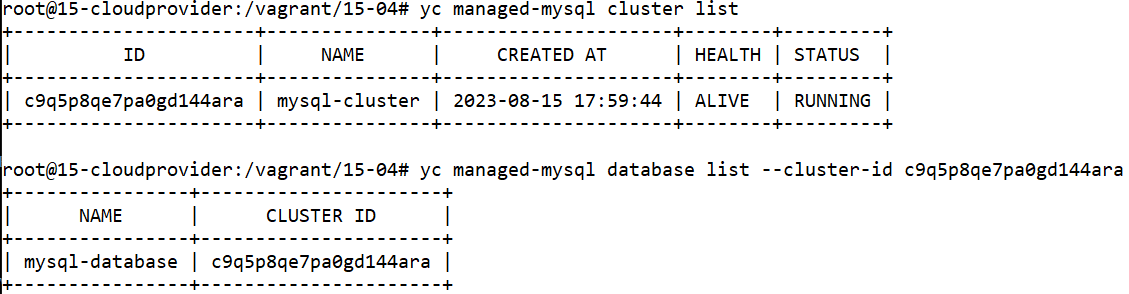 root@15-cloudprovider:/vagrant/15-04# yc managed-mysql cluster list
+----------------------+---------------+---------------------+--------+---------+
|          ID          |     NAME      |     CREATED AT      | HEALTH | STATUS  |
+----------------------+---------------+---------------------+--------+---------+
| c9q5p8qe7pa0gd144ara | mysql-cluster | 2023-08-15 17:59:44 | ALIVE  | RUNNING |
+----------------------+---------------+---------------------+--------+---------+
root@15-cloudprovider:/vagrant/15-04# yc managed-mysql database list --cluster-id c9q5p8qe7pa0gd144ara
+----------------+----------------------+
|      NAME      |      CLUSTER ID      |
+----------------+----------------------+
| mysql-database | c9q5p8qe7pa0gd144ara |
+----------------+----------------------+